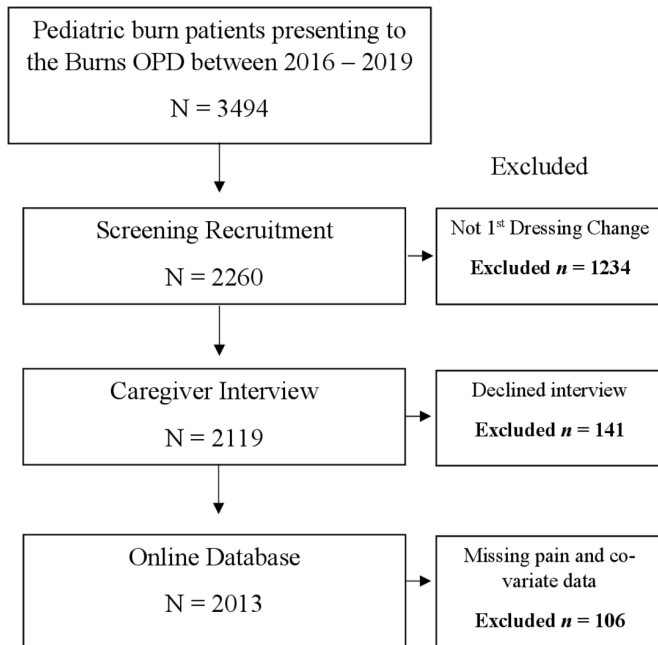 Pediatric burn patients presenting to
the Burns OPD between 2016 – 2019
N = 3494
Excluded
Screening Recruitment
N = 2260
Not 1st Dressing Change
Excluded n = 1234
Caregiver Interview
N = 2119
Declined interview
Excluded n = 141
Online Database
N = 2013
Missing pain and co-
variate data
Excluded n = 106